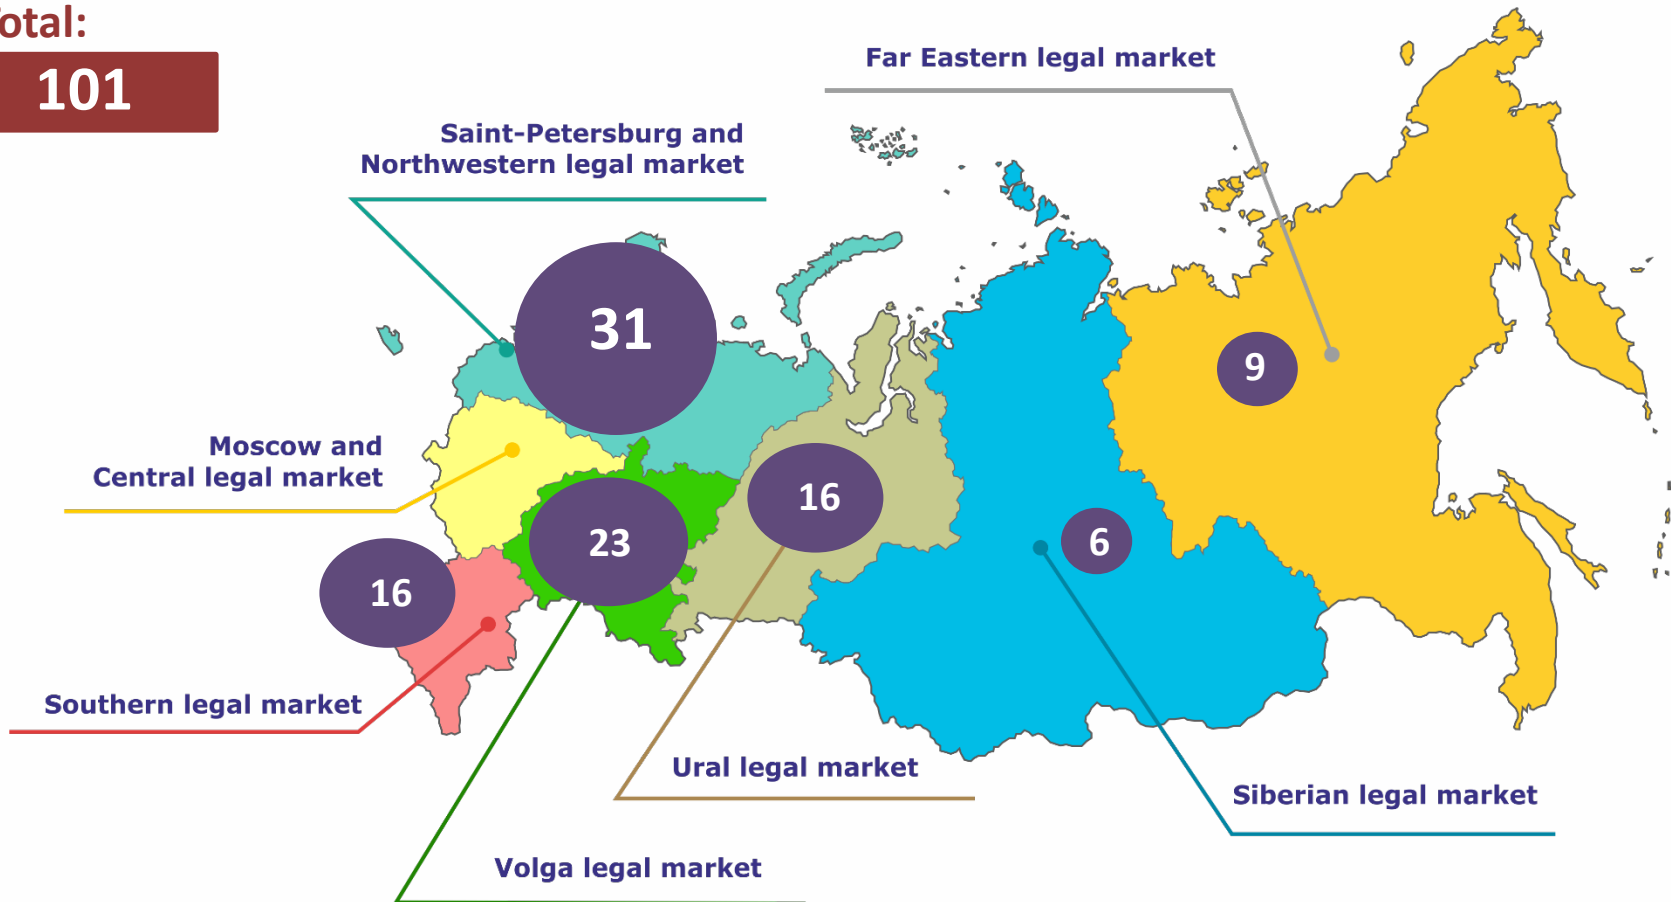 otal:
101
Far Eastern legal market
Saint-Petersburg and
Northwestern legal market
31
9
Moscow and
Central legal market
16
23
6
16
Southern legal market
Ural legal market
Siberian legal market
Volga legal market